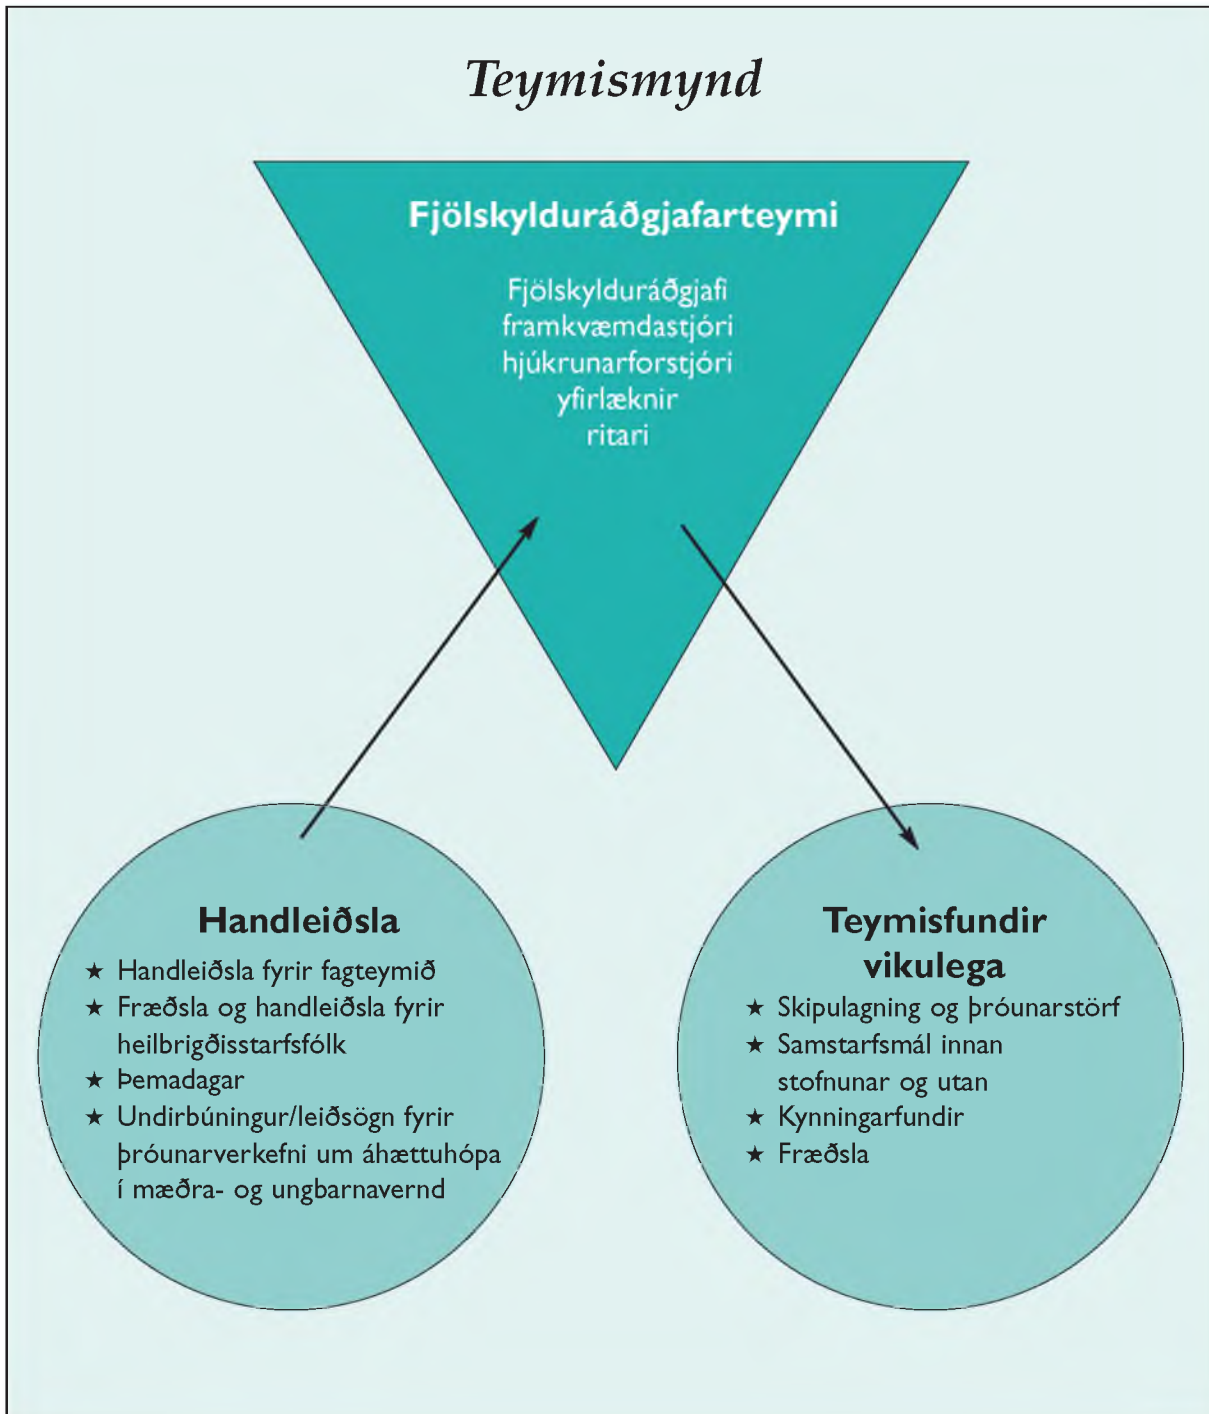 Teymismynd
Fjölskylduráðgjafarteymi
Fjölskylduráðgjafi
framkvæmdastjóri
hjúkrunarforstjóri
yfirlæknir
ritari
Handleiðsla
★ Handleiðsla fyrir fagteymið
★ Fræðsla og handleiðsla fyrir
heilbrigðisstarfsfólk
★ Þemadagar
★ Undirbúningur/leiðsögn fyrir
þróunarverkefni um áhættuhópa
í mæðra- og ungbarnavernd
Teymisfundir
vikulega
★ Skipulagning og þróunarstörf
★ Samstarfsmál innan
stofnunar og utan
★ Kynningarfundir
★ Fræðsla